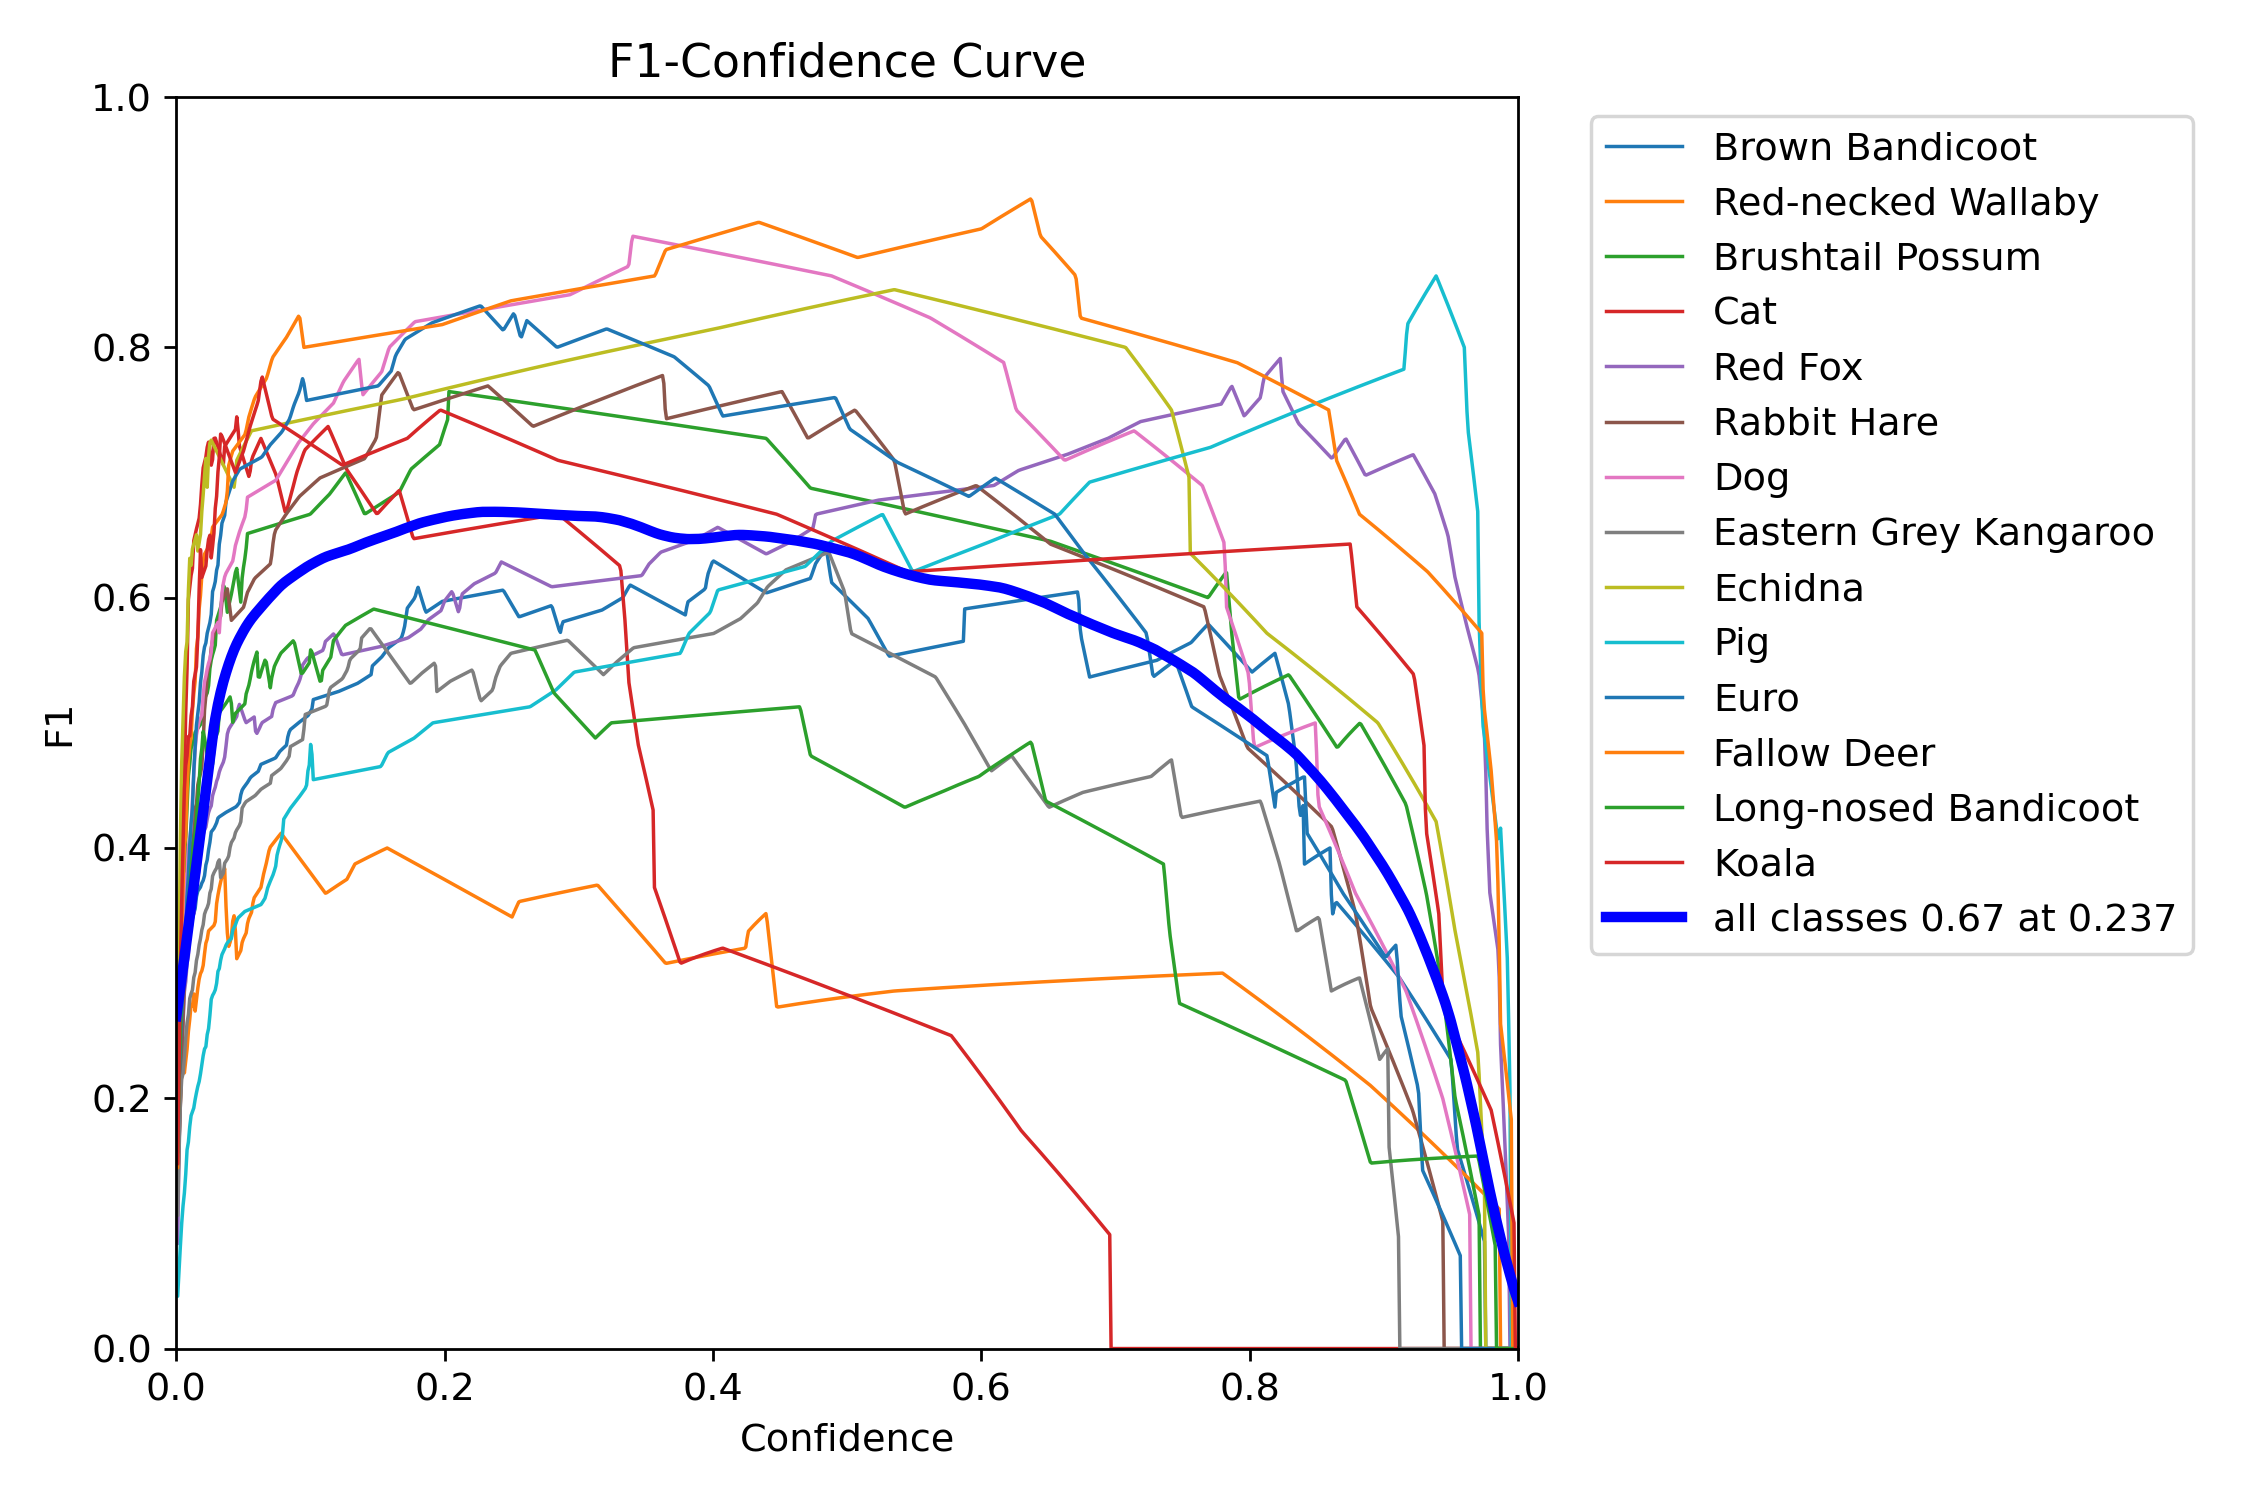 F1-Confidence Curve
1.0
0.8
0.6
0.4
0.2
0.0
F1
0.0 0.2 0.4 0.6 0.8 1.0
Confidence
Brown Bandicoot
Red-necked Wallaby
Brushtail Possum
Cat
Red Fox
Rabbit Hare
Dog
Eastern Grey Kangaroo
Echidna
Pig
Euro
Fallow Deer
Long-nosed Bandicoot
Koala
all classes 0.67 at 0.237